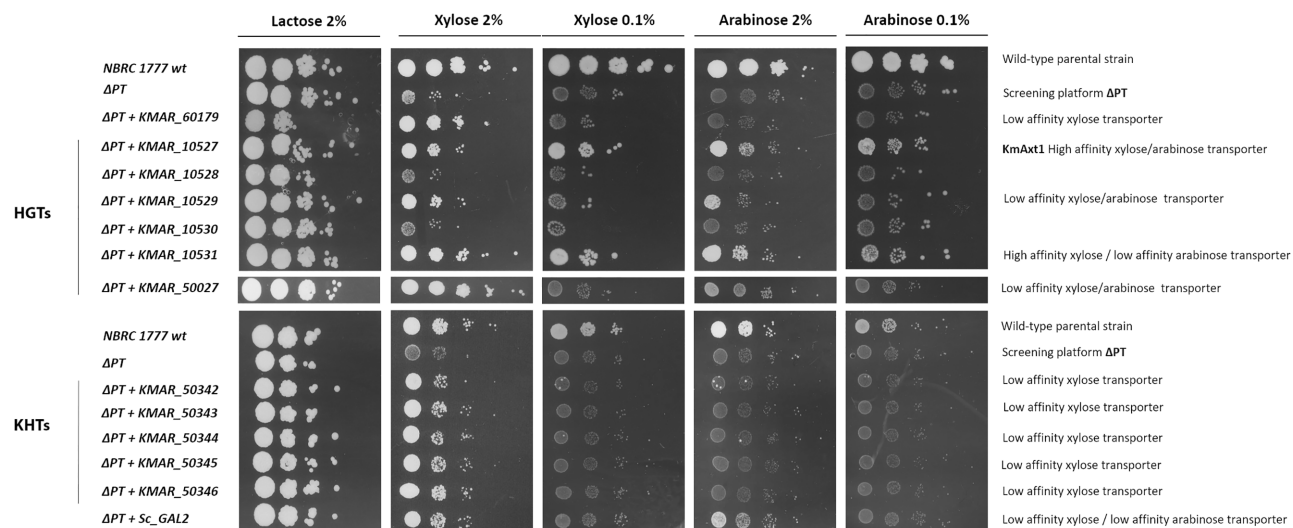 Lactose 2% Xylose 2% Xylose 0.1% Arabinose 2% Arabinose 0.1%
NBRC 1777 wt Wild-type parental strain
ΔPT Screening platform ΔPT
ΔPT + KMAR_60179 Low affinity xylose transporter
ΔPT + KMAR_10527 KmAxt1 High affinity xylose/arabinose transporter
ΔPT + KMAR_10528
HGTs
ΔPT + KMAR_10529 Low affinity xylose/arabinose transporter
ΔPT + KMAR_10530
ΔPT + KMAR_10531 High affinity xylose / low affinity arabinose transporter
ΔPT + KMAR_50027 Low affinity xylose/arabinose transporter
NBRC 1777 wt Wild-type parental strain
ΔPT Screening platform ΔPT
ΔPT + KMAR_50342 Low affinity xylose transporter
ΔPT + KMAR_50343 Low affinity xylose transporter
KHTs
ΔPT + KMAR_50344 Low affinity xylose transporter
ΔPT + KMAR_50345 Low affinity xylose transporter
ΔPT + KMAR_50346 Low affinity xylose transporter
ΔPT + Sc_GAL2 Low affinity xylose / low affinity arabinose transporter